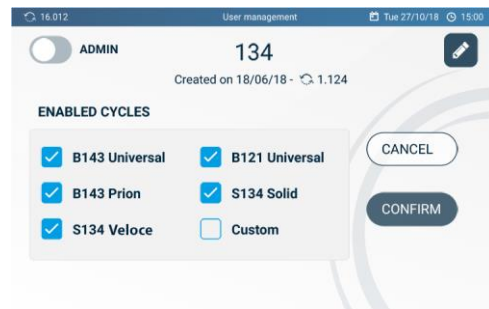 16.012 User management Tue 27/10/18 15:00
ADMIN 134
Created on 18/06/18 - 1.124
ENABLED CYCLES
B143 Universal B121 Universal
B143 Prion S134 Solid
S134 Veloce Custom
CANCEL
CONFIRM